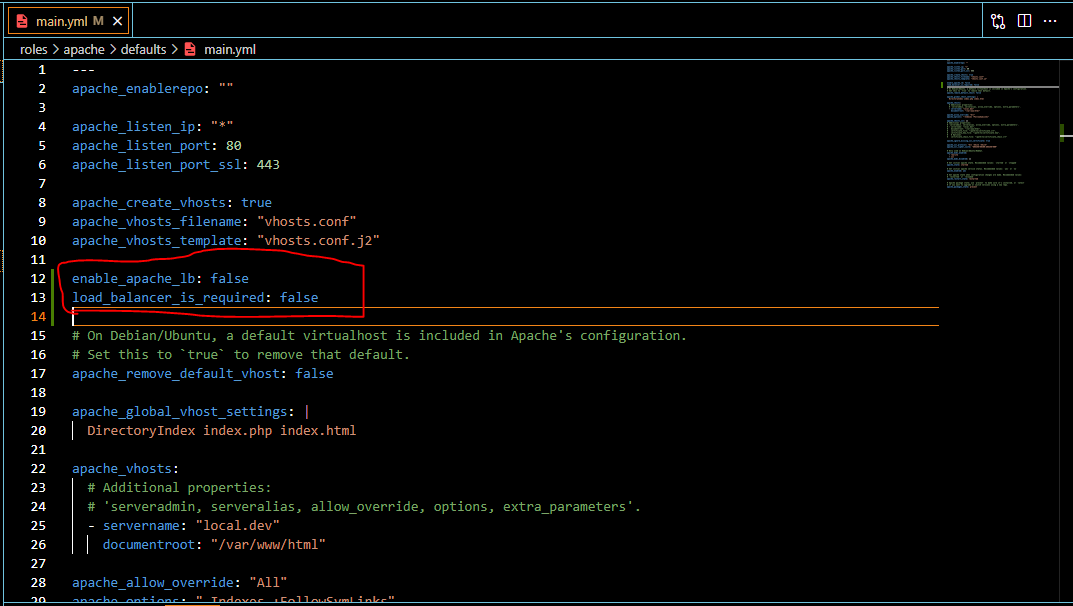 main.yml M
roles > apache > defaults > main.yml
1 ---
2 apache_enablerepo: ""
3
4 apache_listen_ip: "*"
5 apache_listen_port: 80
6 apache_listen_port_ssl: 443
7
8 apache_create_vhosts: true
9 apache_vhosts_filename: "vhosts.conf"
10 apache_vhosts_template: "vhosts.conf.j2"
11
12 enable_apache_lb: false
13 load_balancer_is_required: false
14
15 # On Debian/Ubuntu, a default virtualhost is included in Apache's configuration.
16 # Set this to `true` to remove that default.
17 apache_remove_default_vhost: false
18
19 apache_global_vhost_settings: |
20 DirectoryIndex index.php index.html
21
22 apache_vhosts:
23 # Additional properties:
24 # 'serveradmin, serveralias, allow_override, options, extra_parameters'.
25 - servername: "local.dev"
26 documentroot: "/var/www/html"
27
28 apache_allow_override: "All"
29 apache_options: "-Indexes +FollowSymLinks"